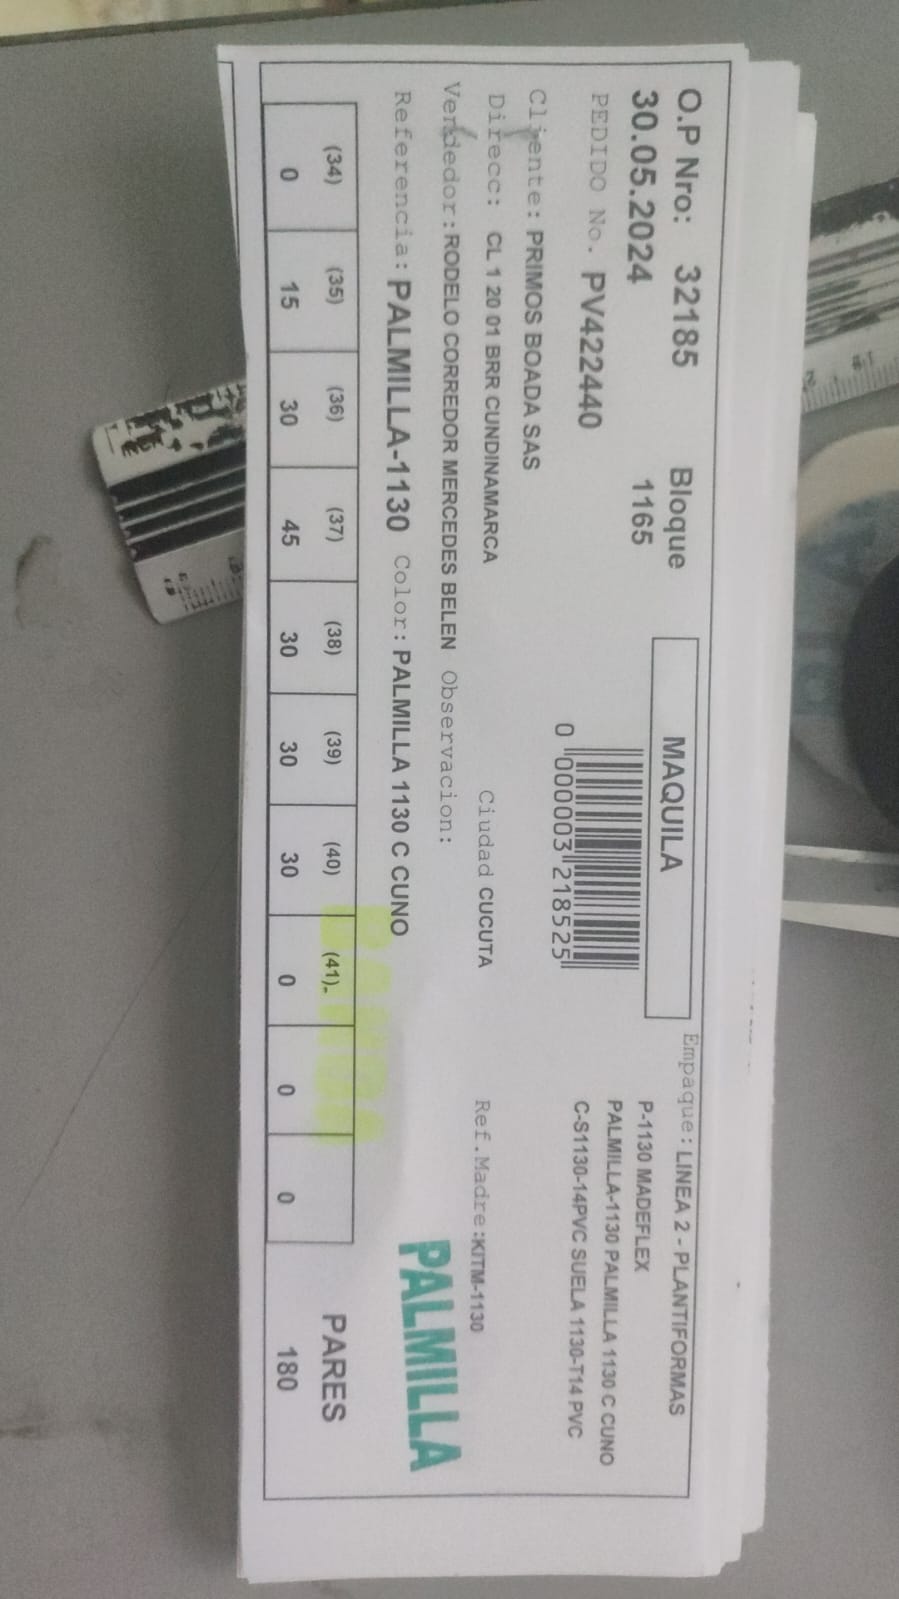 O.P Nro: 32185 Bloque MAQUILA Empaque: LINEA 2 - PLANTIFORMAS
30.05.2024 1165 P-1130 MADEFLEX
PALMILLA-1130 PALMILLA 1130 C CUNO
PEDIDO No. PV422440 0 000003 218525 C-S1130-14PVC SUELA 1130-T14 PVC
Cliente: PRIMOS BOADA SAS
Direcc: CL 1 20 01 BRR CUNDINAMARCA Ciudad CUCUTA Ref.Madre:KITM-1130
Vendedor: RODELO CORREDOR MERCEDES BELEN Observacion:
Referencia: PALMILLA-1130 Color: PALMILLA 1130 C CUNO PALMILLA
(34) (35) (36) (37) (38) (39) (40) (41)- PARES
0 15 30 45 30 30 30 0 0 0 180